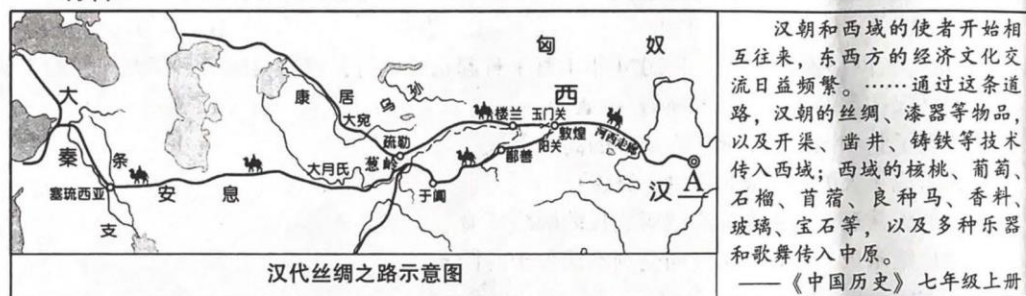 匈 奴
西
康 居
乌 孙
大宛
楼兰 玉门关
敦煌
河西走廊
疏勒
阳关
鄯善
葱岭
大月氏
于阗
大
秦
条
塞琉西亚
安 息
支
汉 A
汉代丝绸之路示意图
汉朝和西域的使者开始相
互往来，东西方的经济文化交
流日益频繁。……通过这条道
路，汉朝的丝绸、漆器等物品，
以及开渠、凿井、铸铁等技术
传入西域；西域的核桃、葡萄、
石榴、苜蓿、良种马、香料、
玻璃、宝石等，以及多种乐器
和歌舞传入中原。
——《中国历史》七年级上册